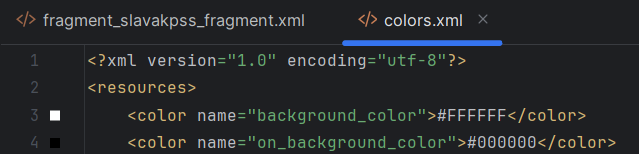 fragment_slavakpss_fragment.xml colors.xml
1 <?xml version="1.0" encoding="utf-8"?>
2 <resources>
3 <color name="background_color">#FFFFFF</color>
4 <color name="on_background_color">#000000</color>